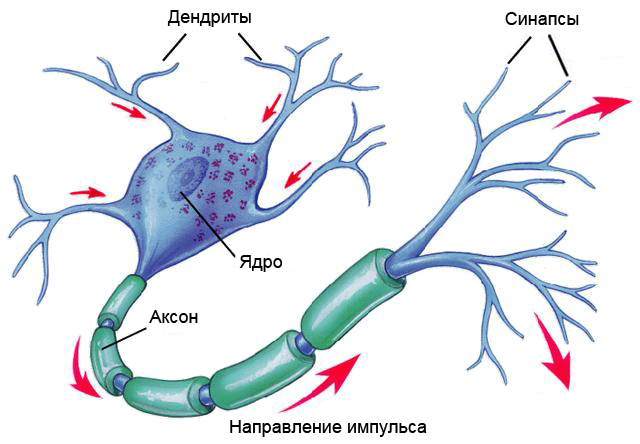 Дендриты
Синапсы
Ядро
Аксон
Направление импульса